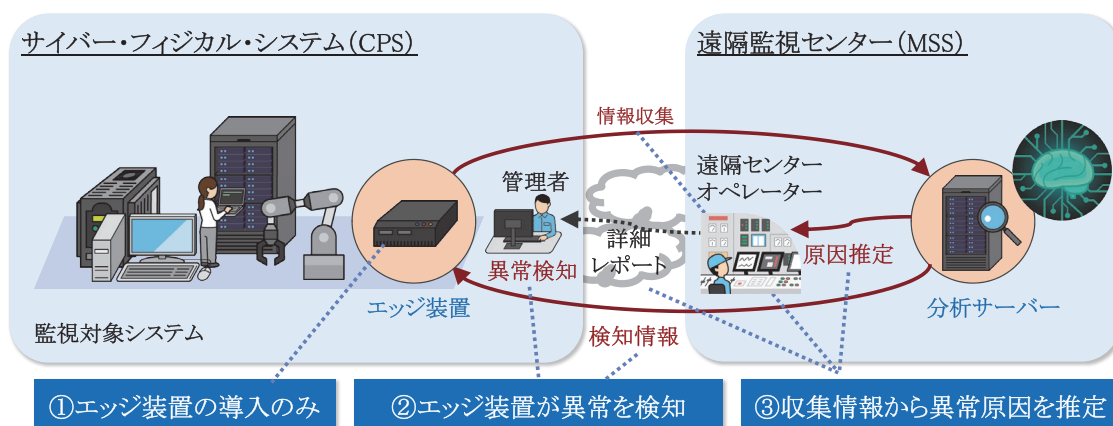 サイバー・フィジカル・システム(CPS)
遠隔監視センター(MSS)
情報収集
管理者
遠隔センター
オペレーター
詳細
レポート
異常検知
原因推定
エッジ装置
分析サーバー
監視対象システム
検知情報
①エッジ装置の導入のみ
②エッジ装置が異常を検知
③収集情報から異常原因を推定